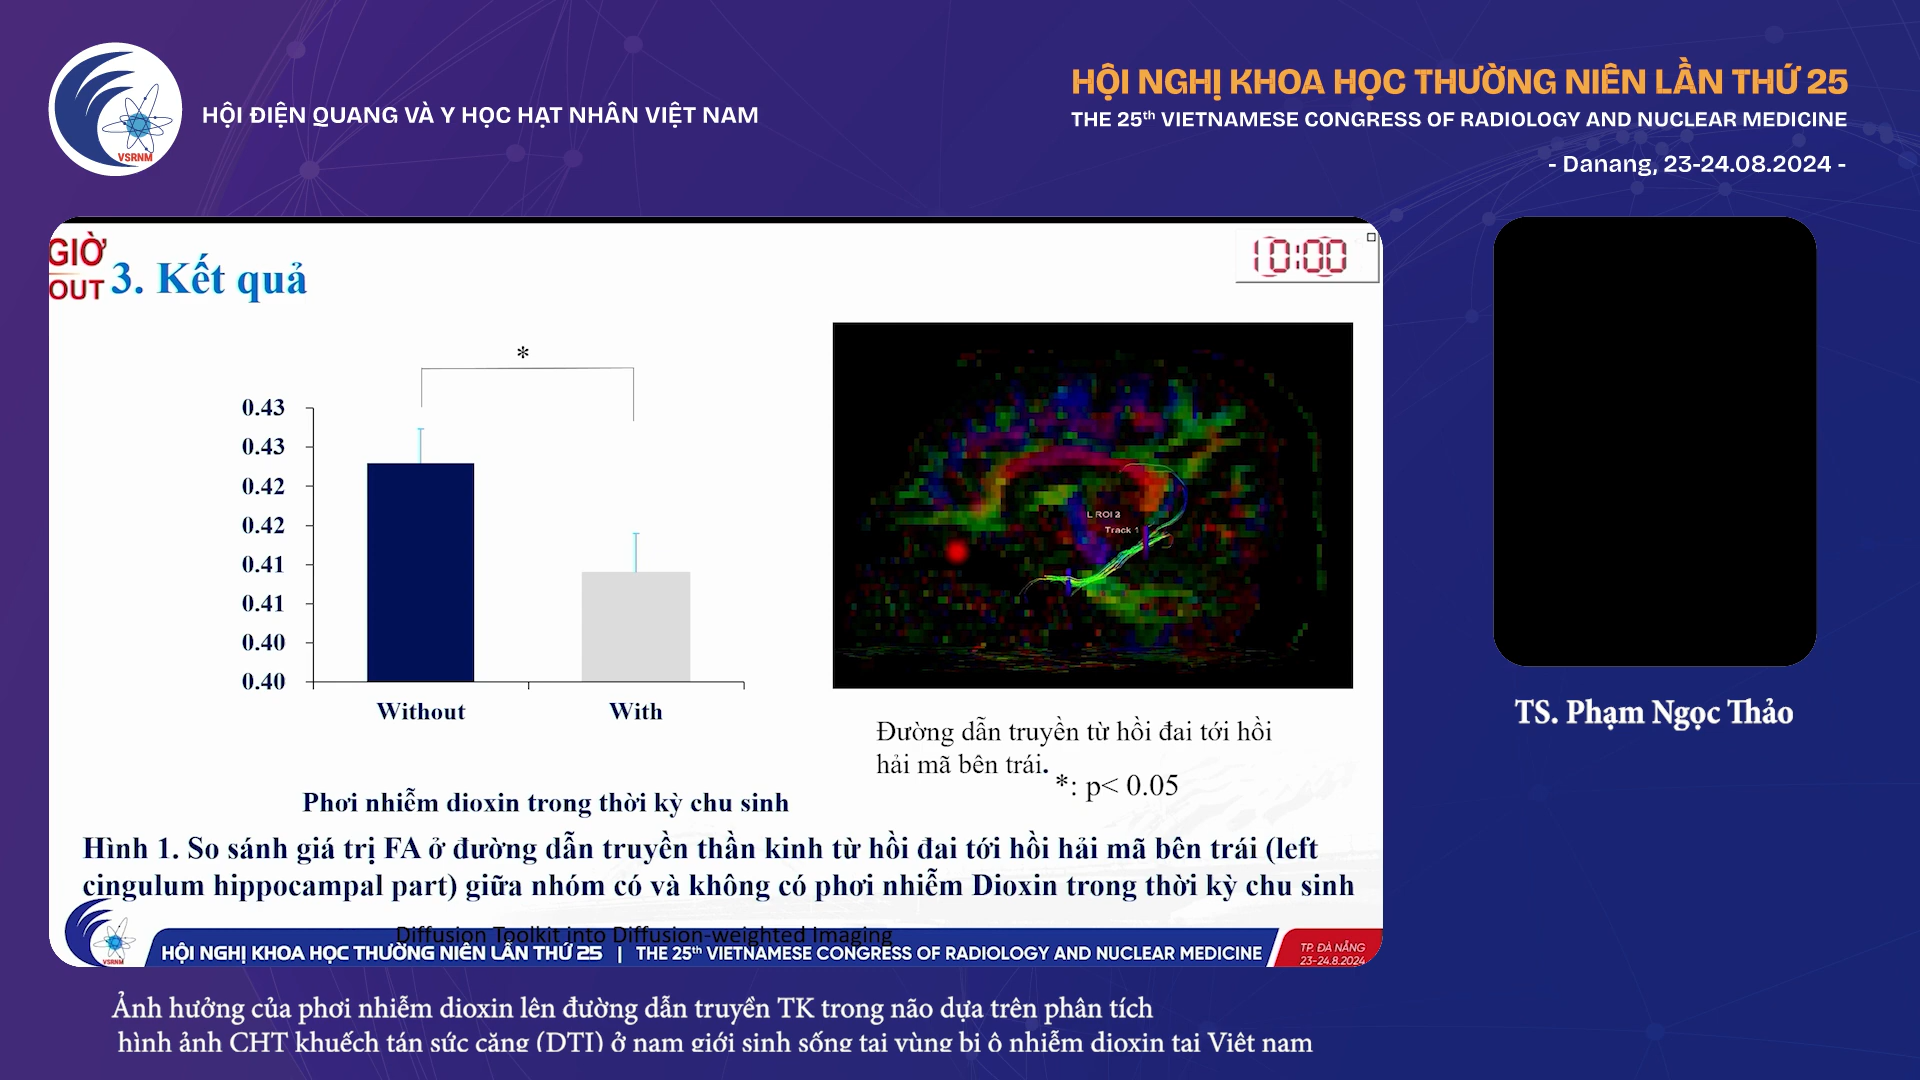 HỘI ĐIỆN QUANG VÀ Y HỌC HẠT NHÂN VIỆT NAM
VSRNM
HỘI NGHỊ KHOA HỌC THƯỜNG NIÊN LẦN THỨ 25
THE 25th VIETNAMESE CONGRESS OF RADIOLOGY AND NUCLEAR MEDICINE
- Danang, 23-24.08.2024 -
GIỜ
OUT
3. Kết quả
10:00
*
0.43
0.43
0.42
0.42
0.41
0.41
0.40
0.40
Without
With
Phơi nhiễm dioxin trong thời kỳ chu sinh
L ROI 3
Track 1
Đường dẫn truyền từ hồi đai tới hồi
hải mã bên trái.
*: p< 0.05
Hình 1. So sánh giá trị FA ở đường dẫn truyền thần kinh từ hồi đai tới hồi hải mã bên trái (left
cingulum hippocampal part) giữa nhóm có và không có phơi nhiễm Dioxin trong thời kỳ chu sinh
Diffusion Toolkit into Diffusion-weighted Imaging
VSRNM
HỘI NGHỊ KHOA HỌC THƯỜNG NIÊN LẦN THỨ 25 | THE 25th VIETNAMESE CONGRESS OF RADIOLOGY AND NUCLEAR MEDICINE
TP. ĐÀ NẴNG
23-24.8.2024
TS. Phạm Ngọc Thảo
Ảnh hưởng của phơi nhiễm dioxin lên đường dẫn truyền TK trong não dựa trên phân tích
hình ảnh CHT khuếch tán sức căng (DTI) ở nam giới sinh sống tại vùng bị ô nhiễm dioxin tại Việt nam